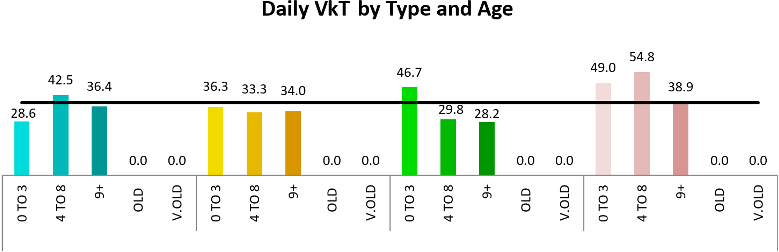 Daily VkT by Type and Age
28.6 42.5 36.4 0.0 0.0 36.3 33.3 34.0 0.0 0.0 46.7 29.8 28.2 0.0 0.0 49.0 54.8 38.9 0.0 0.0
0 TO 3 4 TO 8 9+ OLD V.OLD 0 TO 3 4 TO 8 9+ OLD V.OLD 0 TO 3 4 TO 8 9+ OLD V.OLD 0 TO 3 4 TO 8 9+ OLD V.OLD